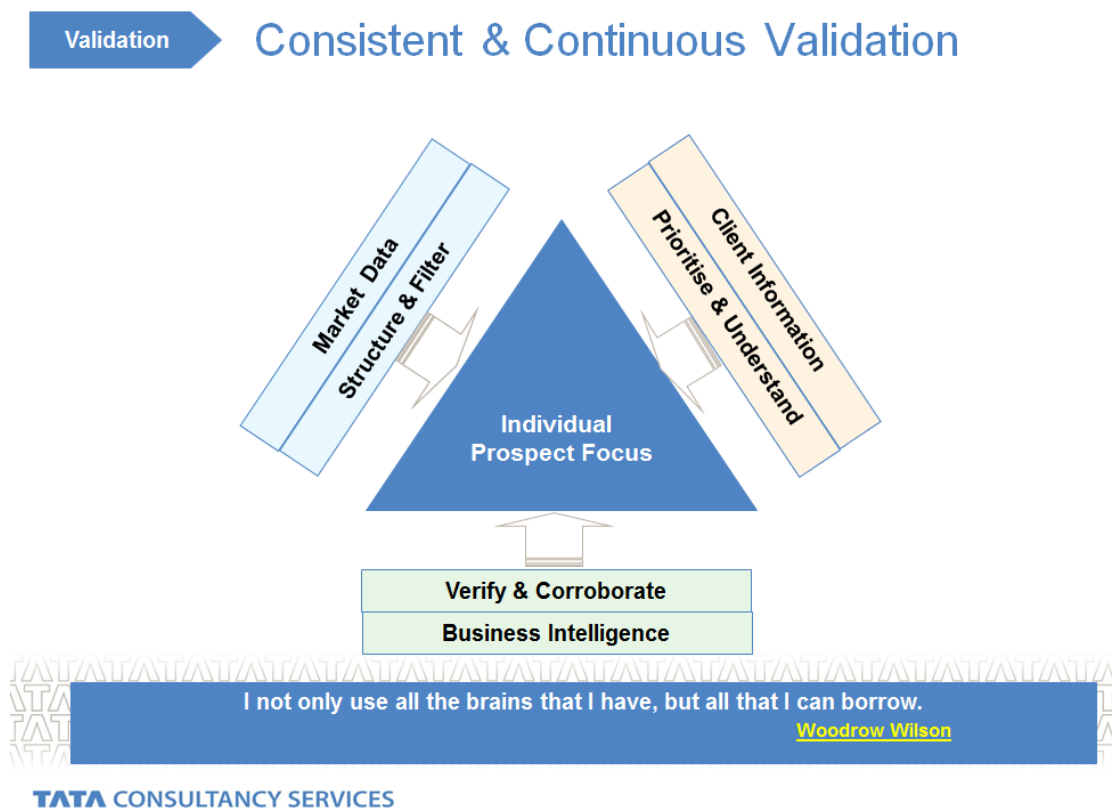 Validation
Consistent & Continuous Validation
Market Data
Structure & Filter
Client Information
Prioritise & Understand
Individual
Prospect Focus
Verify & Corroborate
Business Intelligence
I not only use all the brains that I have, but all that I can borrow.
Woodrow Wilson
TATA CONSULTANCY SERVICES